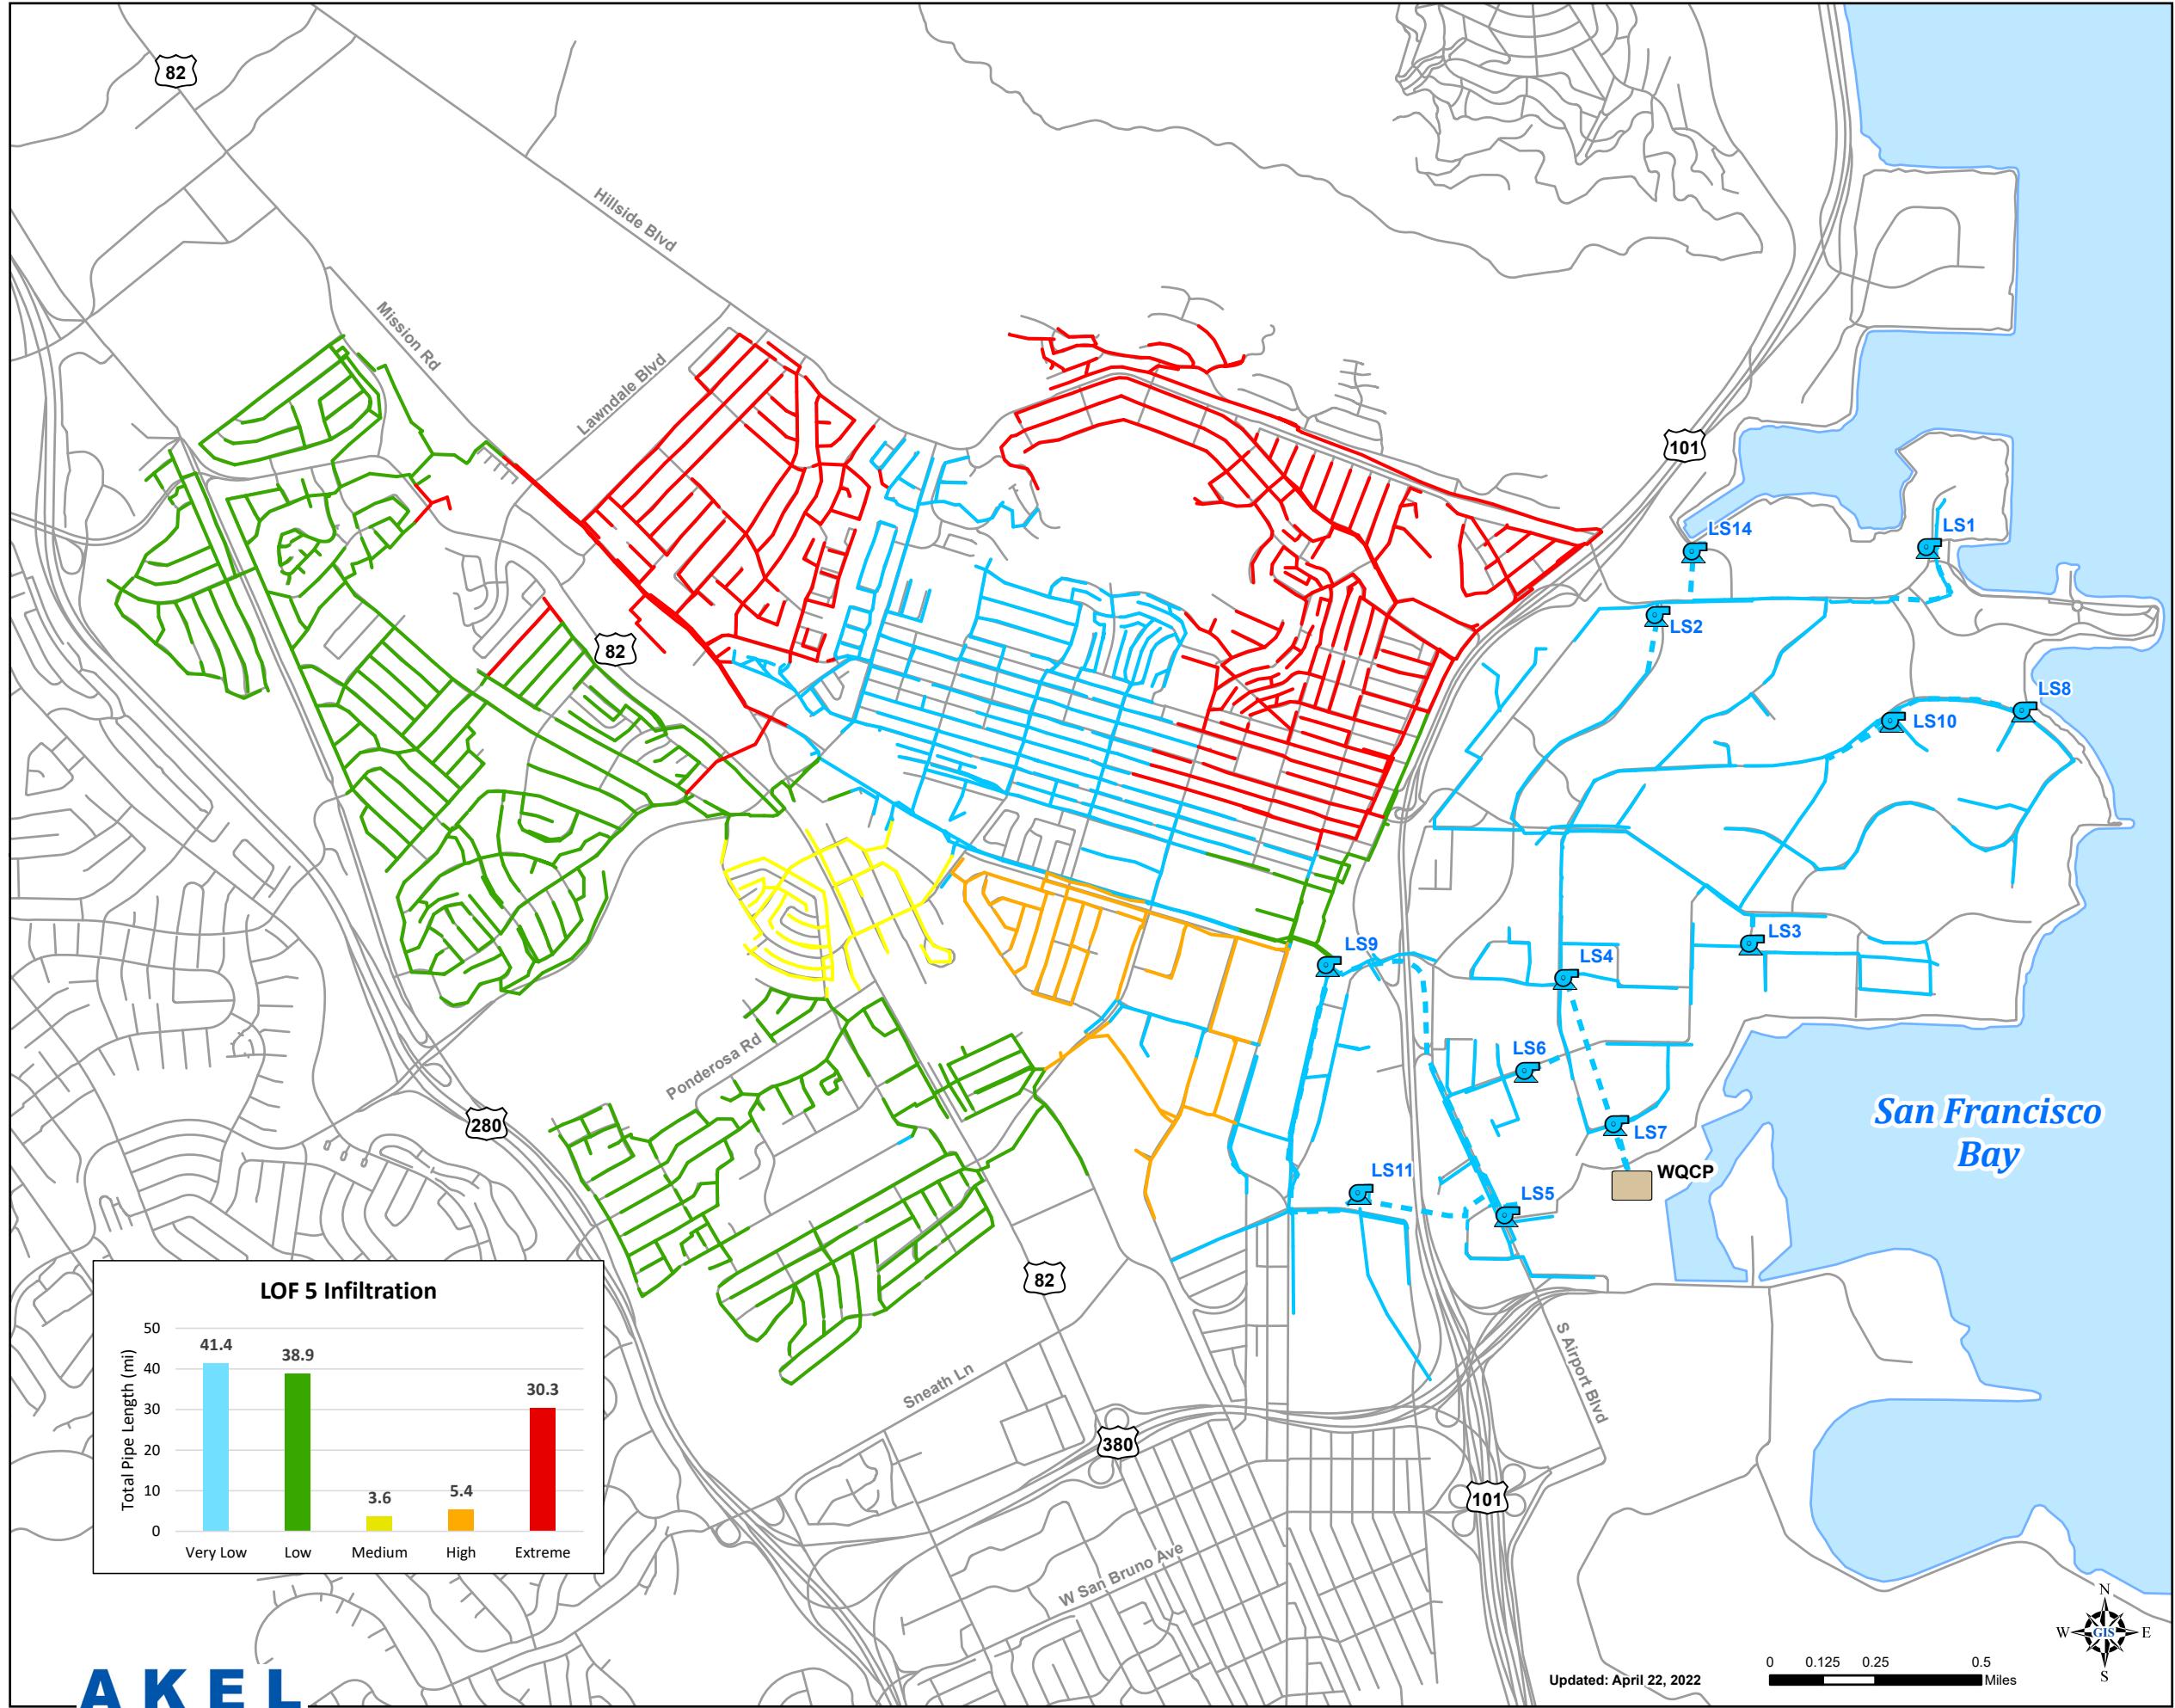 82
Hillside Blvd
Mission Rd
Lawndale Blvd
101
LS14
LS1
LS2
82
LS8
LS10
LS9
LS4
LS3
LS6
Ponderosa Rd
280
LS7
San Francisco
Bay
WQCP
LS11
LS5
82
S Airport Blvd
Sneath Ln
380
101
W San Bruno Ave
LOF 5 Infiltration
Total Pipe Length (mi)
50
40
30
20
10
0
41.4
38.9
3.6
5.4
30.3
Very Low
Low
Medium
High
Extreme
N
W
GIS
E
S
0 0.125 0.25 0.5
Miles
Updated: April 22, 2022
AKEL